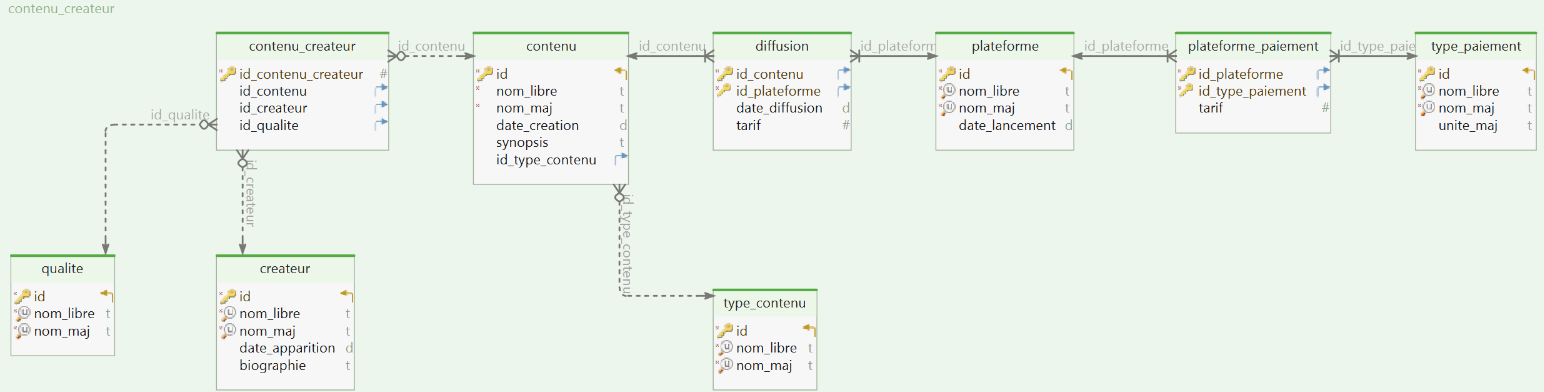 contenu_createur
contenu_createur
id_contenu_createur #
id_contenu
id_createur
id_qualite
id_contenu
contenu
id
nom_libre t
nom_maj t
date_creation d
synopsis t
id_type_contenu
id_contenu
diffusion
id_contenu
id_plateforme
date_diffusion d
tarif #
id_plateform
plateforme
id
u nom_libre t
u nom_maj t
date_lancement d
id_plateforme
plateforme_paiement
id_plateforme
id_type_paiement
tarif #
id_type_paie
type_paiement
id
u nom_libre t
u nom_maj t
unite_maj t
id_qualite
id_createur
id_type_contenu
qualite
id
u nom_libre t
u nom_maj t
createur
id
u nom_libre t
u nom_maj t
date_apparition d
biographie t
type_contenu
id
u nom_libre t
u nom_maj t